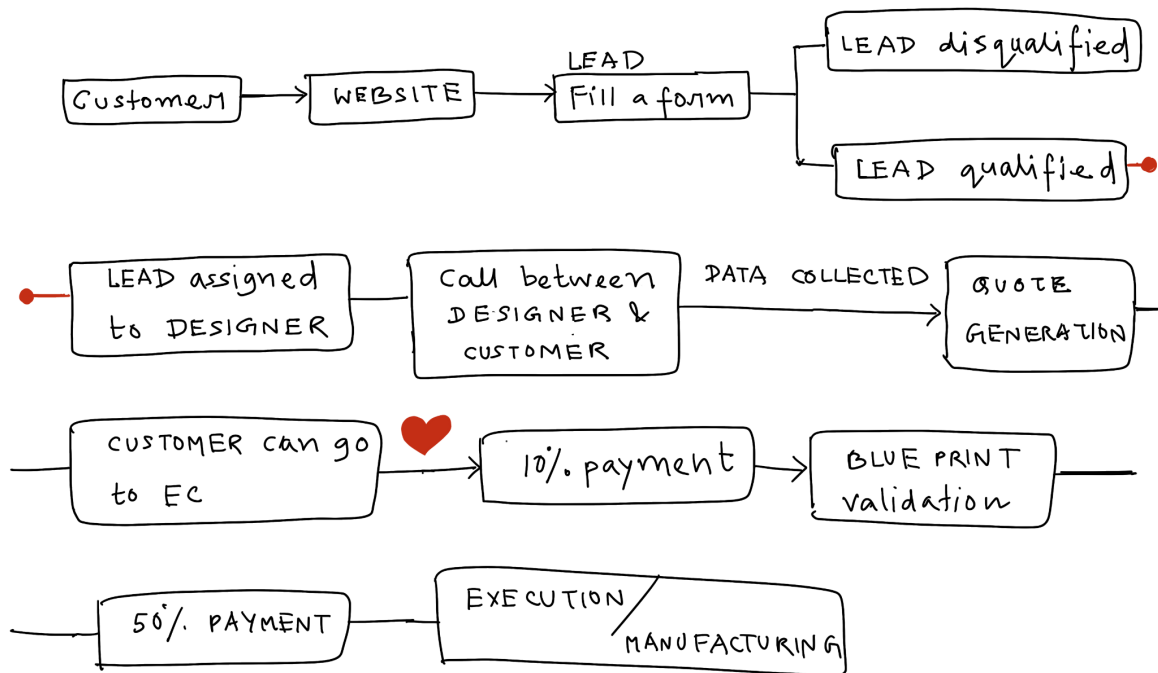 LEAD
Customer
WEBSITE
Fill a form
LEAD disqualified
LEAD qualified
LEAD assigned
to DESIGNER
Call between
DESIGNER &
CUSTOMER
DATA COLLECTED
QUOTE
GENERATION
CUSTOMER can go
to EC
10% payment
BLUE PRINT
validation
50% PAYMENT
EXECUTION /
MANUFACTURING